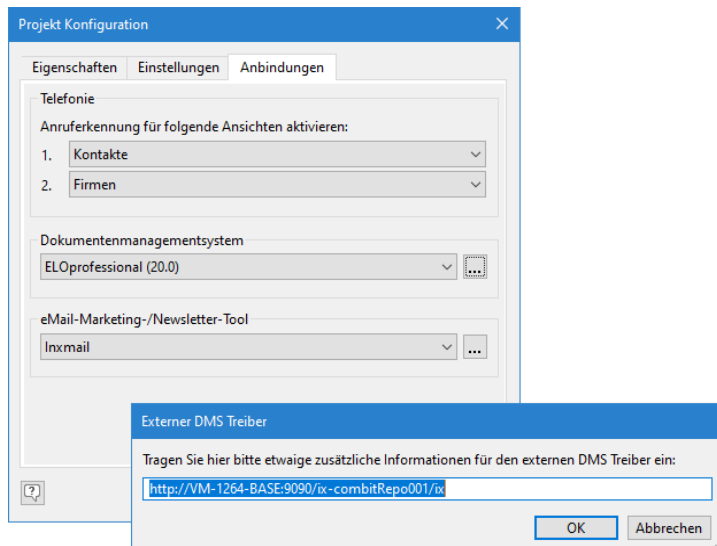 Projekt Konfiguration
Eigenschaften Einstellungen Anbindungen
Telefonie
Anruferkennung für folgende Ansichten aktivieren:
1. Kontakte
2. Firmen
Dokumentenmanagementsystem
ELOprofessional (20.0) ...
eMail-Marketing-/Newsletter-Tool
Inxmail ...
Externer DMS Treiber
Tragen Sie hier bitte etwaige zusätzliche Informationen für den externen DMS Treiber ein:
http://VM-1264-BASE:9090/ix-combitRepo001/ix
?
OK Abbrechen